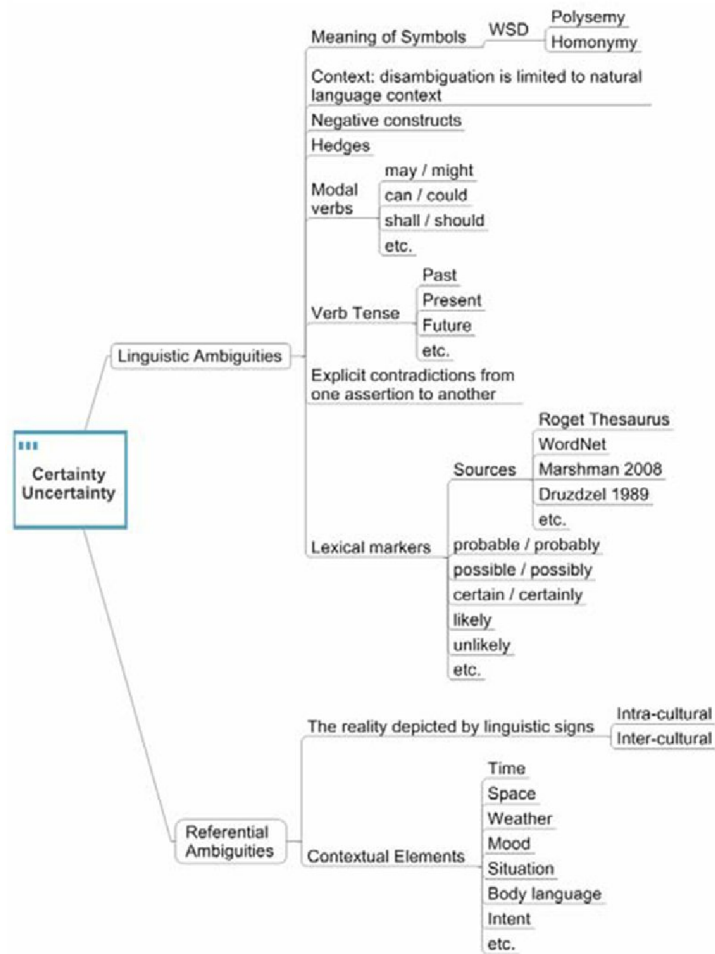 Certainty
Uncertainty
Linguistic Ambiguities
Meaning of Symbols
WSD
Polysemy
Homonymy
Context: disambiguation is limited to natural
language context
Negative constructs
Hedges
Modal
verbs
may / might
can / could
shall / should
etc.
Verb Tense
Past
Present
Future
etc.
Explicit contradictions from
one assertion to another
Lexical markers
Sources
Roget Thesaurus
WordNet
Marshman 2008
Druzdzel 1989
etc.
probable / probably
possible / possibly
certain / certainly
likely
unlikely
etc.
Referential
Ambiguities
The reality depicted by linguistic signs
Intra-cultural
Inter-cultural
Contextual Elements
Time
Space
Weather
Mood
Situation
Body language
Intent
etc.